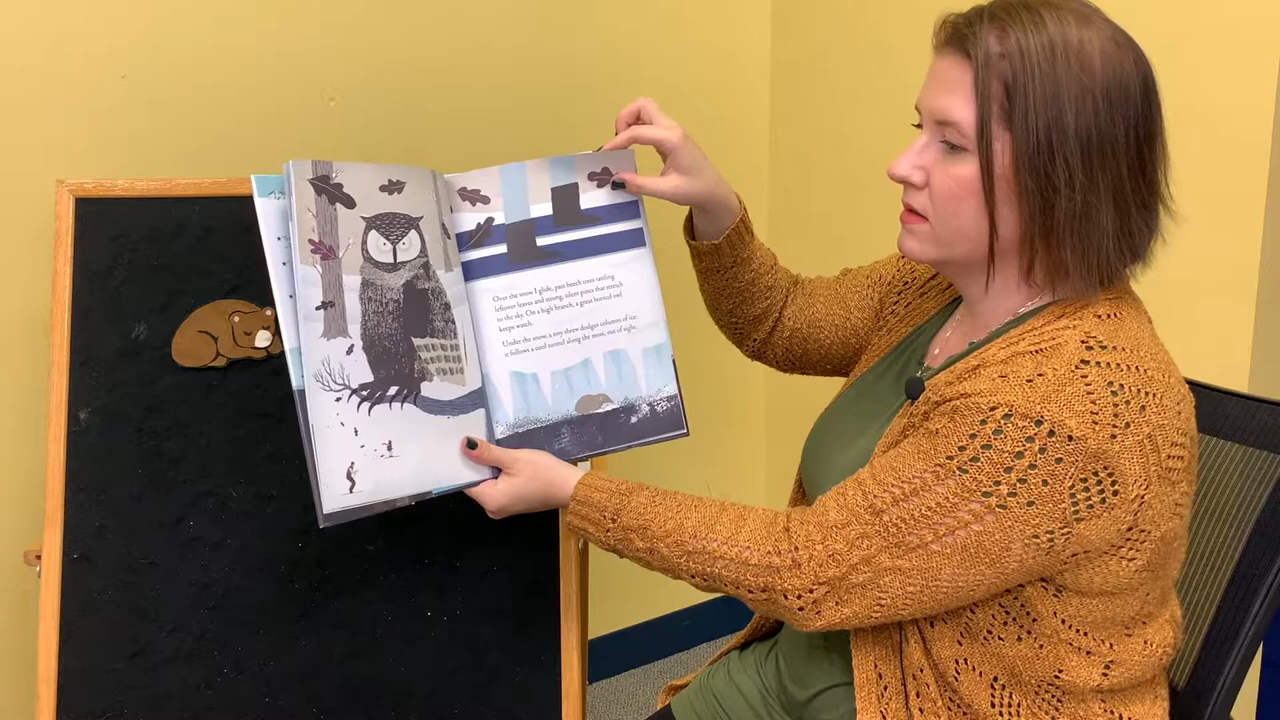 Over the snow I glide, past beech trees rattling
leftover leaves and strong, silent pines that stretch
to the sky. On a high branch, a great horned owl
keeps watch.
Under the snow, a tiny shrew dodges columns of ice;
it follows a cool tunnel along the moss, out of sight.